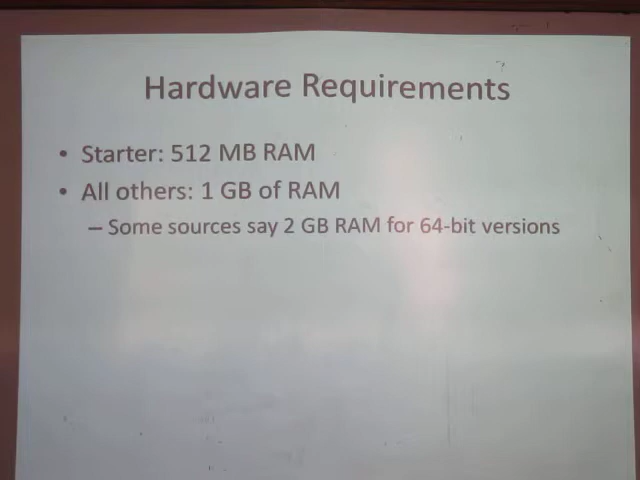 Hardware Requirements
• Starter: 512 MB RAM
• All others: 1 GB of RAM
– Some sources say 2 GB RAM for 64-bit versions